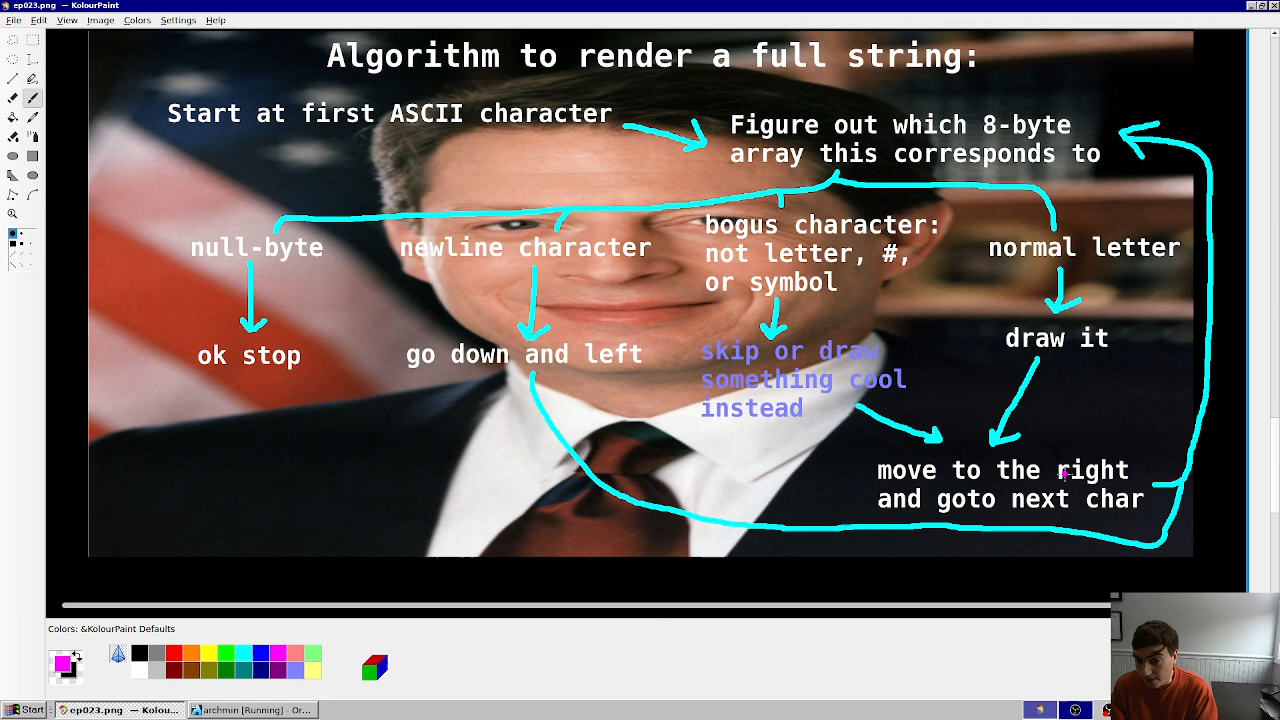 ep023.png — KolourPaint
File Edit View Image Colors Settings Help
Algorithm to render a full string:
Start at first ASCII character
Figure out which 8-byte
array this corresponds to
null-byte
newline character
bogus character:
not letter, #,
or symbol
normal letter
ok stop
go down and left
skip or draw
something cool
instead
draw it
move to the right
and goto next char
Colors: &KolourPaint Defaults
Start
ep023.png — Kolou...
archmin [Running] - Or...